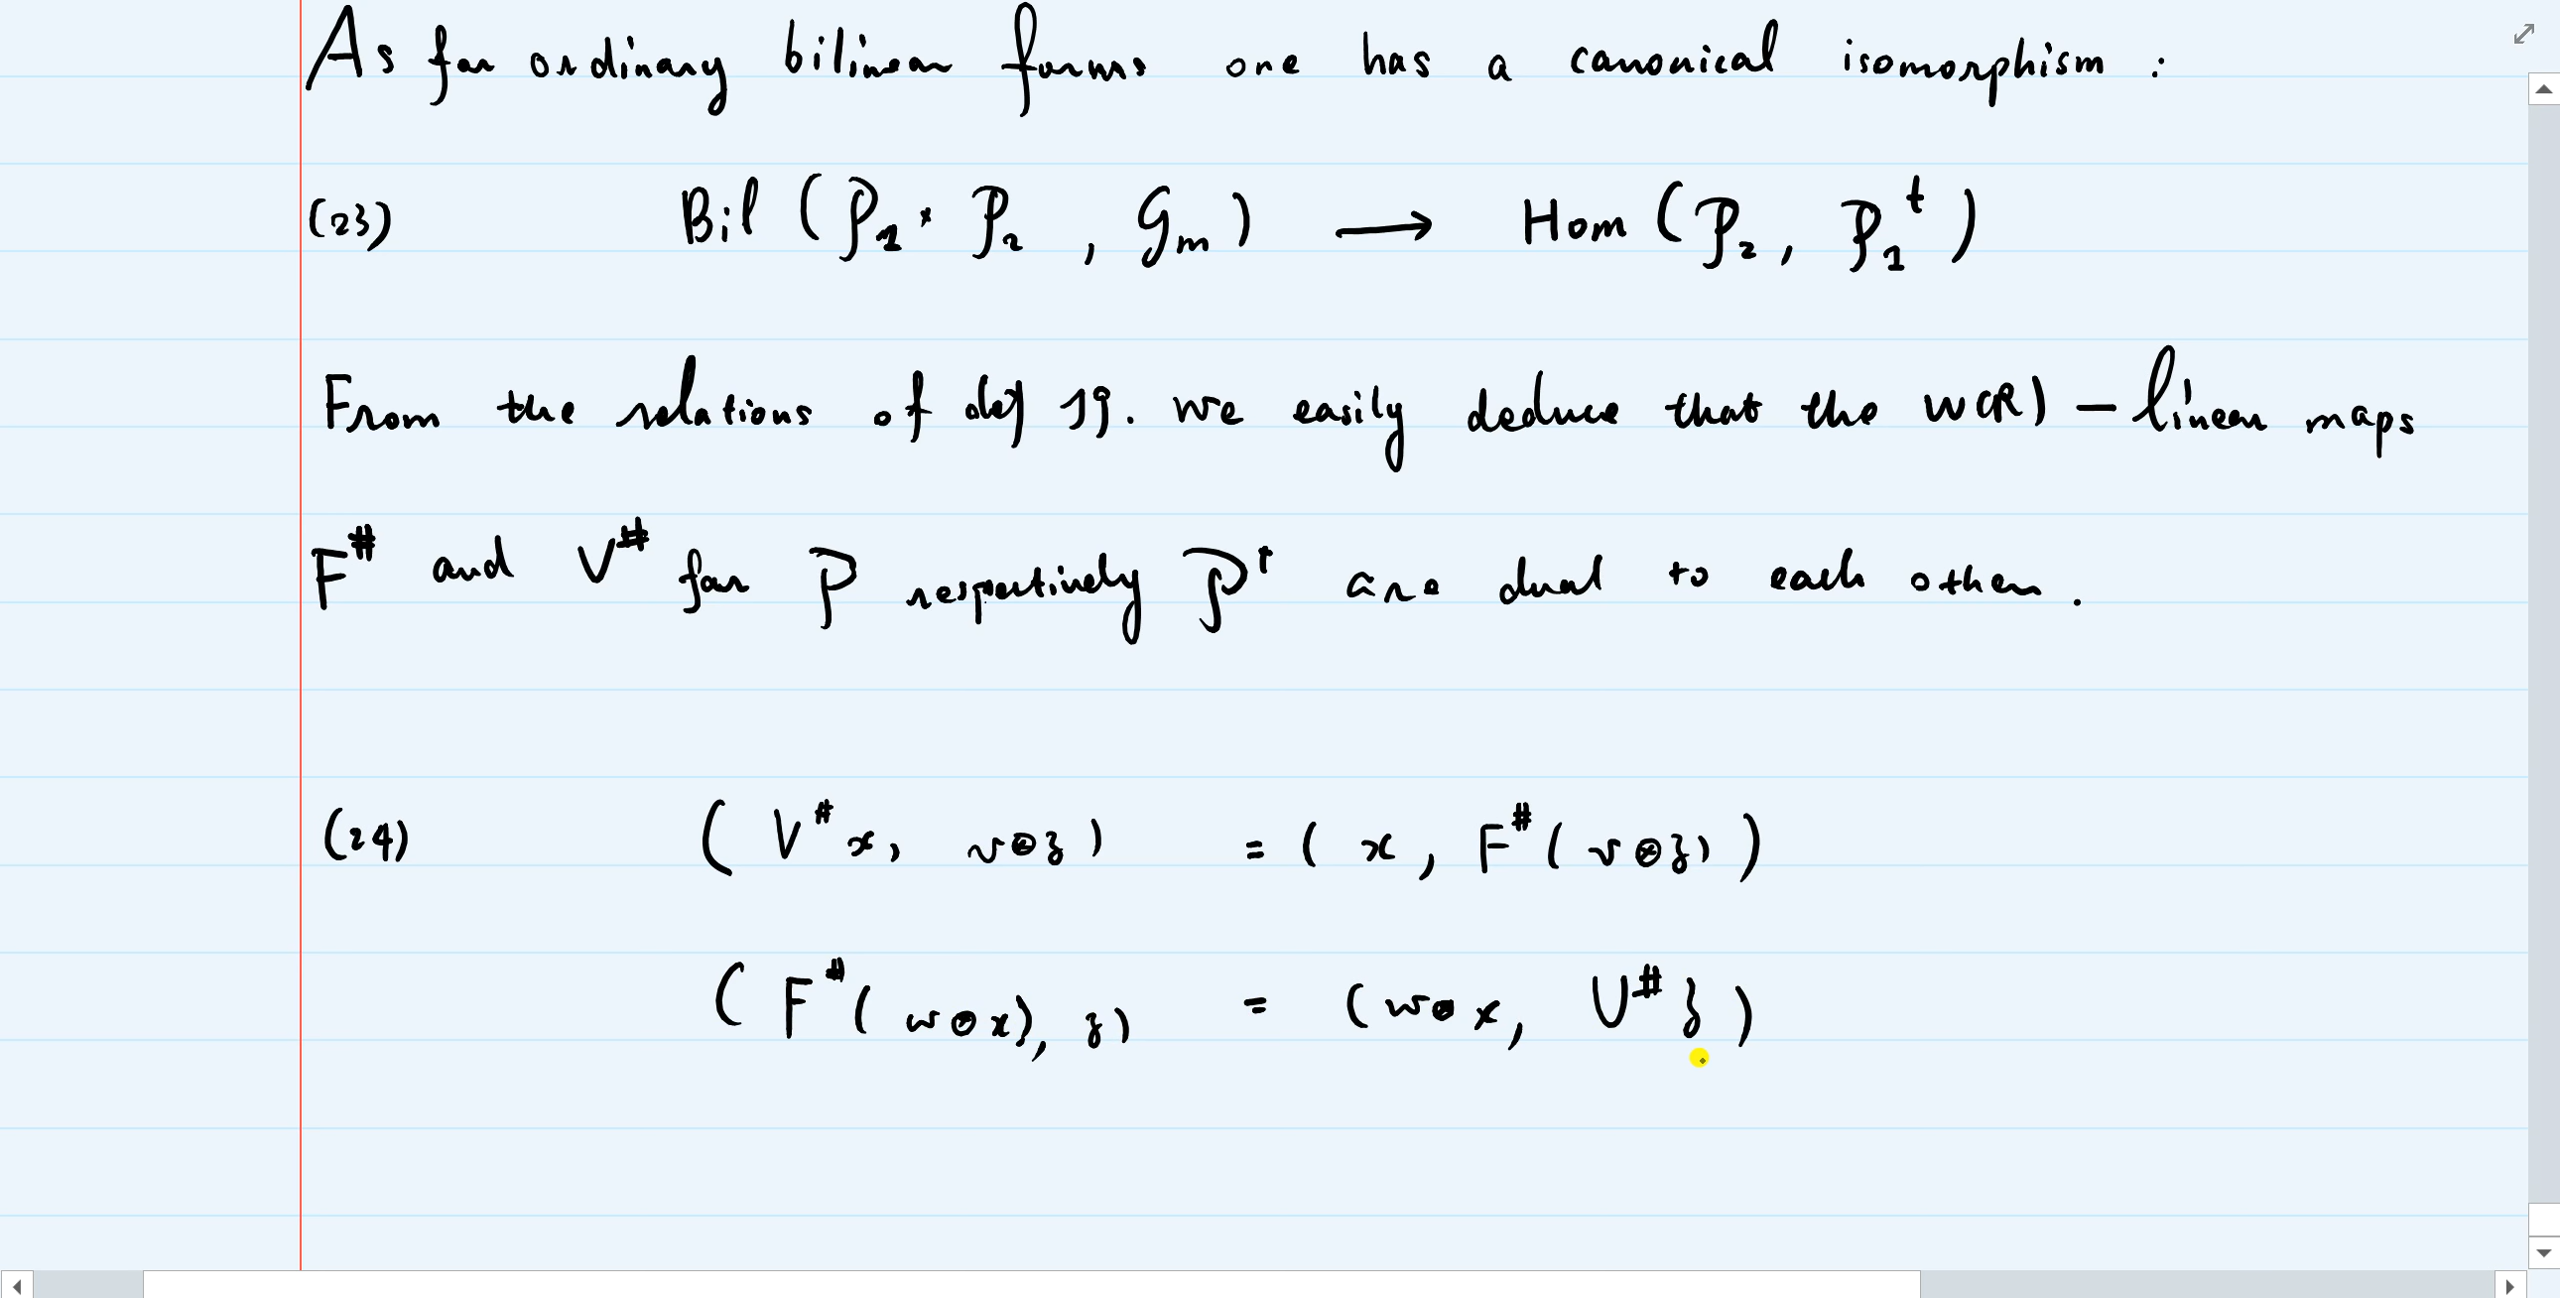 As for ordinary bilinear forms one has a canonical isomorphism :
(23) Bil (P₁ × P₂ , Gₘ) ⟶ Hom (P₂, P₁ᵗ)
From the relations of def 19. we easily deduce that the W(R) – linear maps
F^# and V^# for P respectively Pᵗ are dual to each other.
(24) ( V^# x, v⊗z ) = ( x , F^# ( v⊗z) )
( F^# ( w⊗x), z) = ( w⊗x, V^# z )